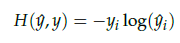 H(ŷ, y) = −yᵢ log(ŷᵢ)